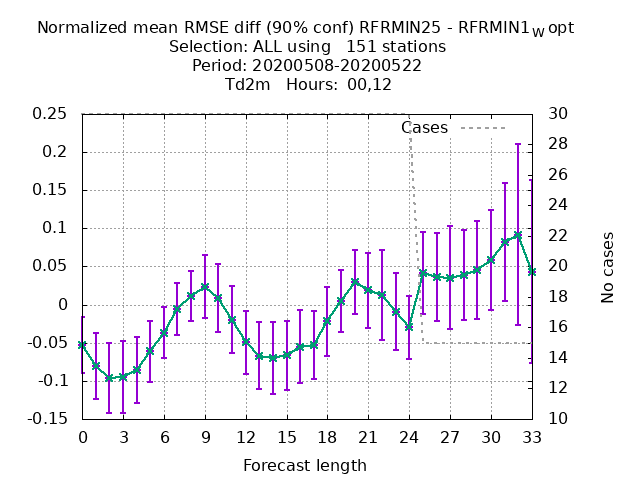 Normalized mean RMSE diff (90% conf) RFRMIN25 - RFRMIN1w opt
Selection: ALL using 151 stations
Period: 20200508-20200522
Td2m Hours: 00,12
Cases
0.25
0.2
0.15
0.1
0.05
0
-0.05
-0.1
-0.15
30
28
26
24
22
20
18
16
14
12
10
No cases
0 3 6 9 12 15 18 21 24 27 30 33
Forecast length